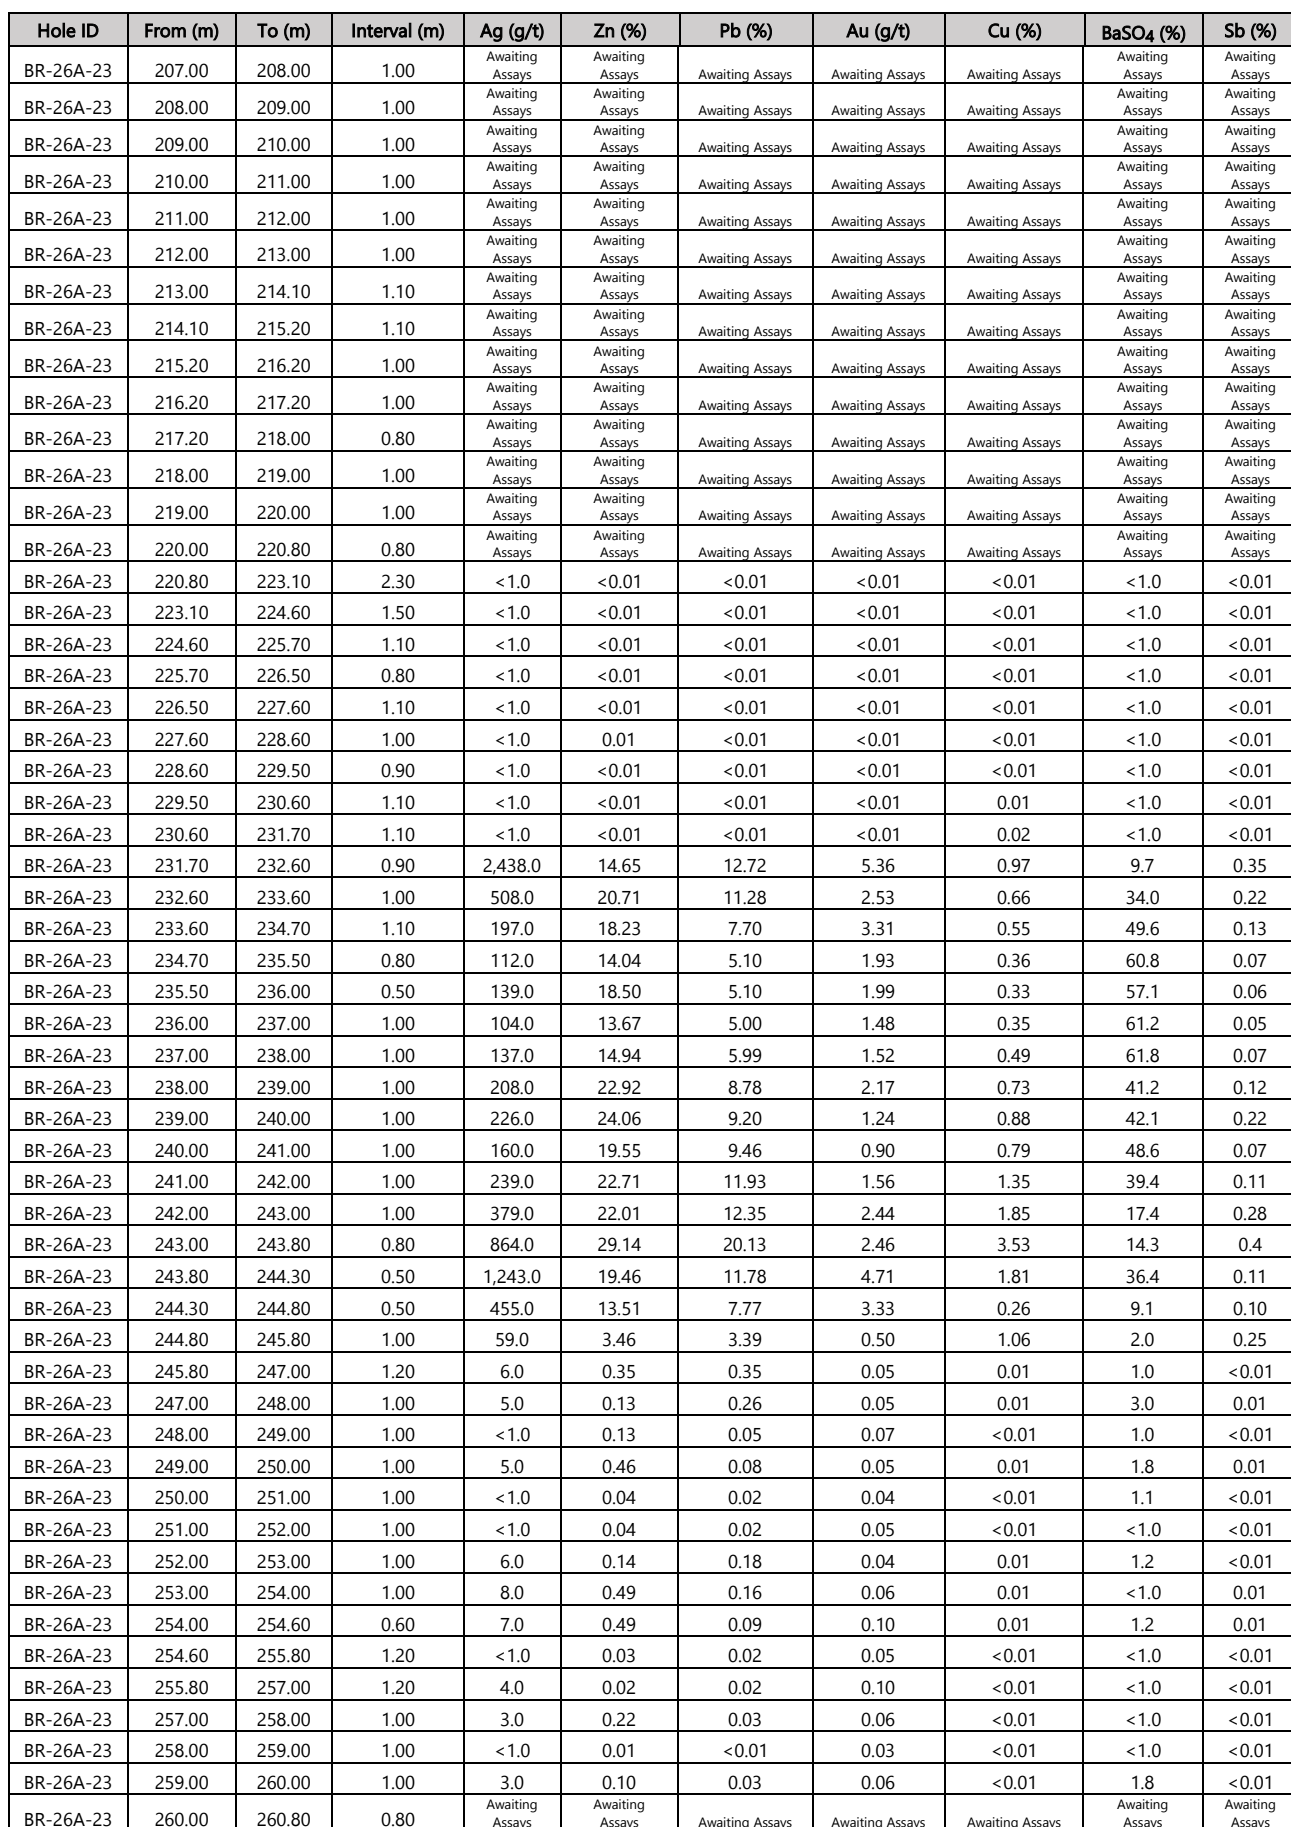 Hole ID From (m) To (m) Interval (m) Ag (g/t) Zn (%) Pb (%) Au (g/t) Cu (%) BaSO4 (%) Sb (%)
BR-26A-23 207.00 208.00 1.00 Awaiting Assays Awaiting Assays Awaiting Assays Awaiting Assays Awaiting Assays Awaiting Assays Awaiting Assays
BR-26A-23 208.00 209.00 1.00 Awaiting Assays Awaiting Assays Awaiting Assays Awaiting Assays Awaiting Assays Awaiting Assays Awaiting Assays
BR-26A-23 209.00 210.00 1.00 Awaiting Assays Awaiting Assays Awaiting Assays Awaiting Assays Awaiting Assays Awaiting Assays Awaiting Assays
BR-26A-23 210.00 211.00 1.00 Awaiting Assays Awaiting Assays Awaiting Assays Awaiting Assays Awaiting Assays Awaiting Assays Awaiting Assays
BR-26A-23 211.00 212.00 1.00 Awaiting Assays Awaiting Assays Awaiting Assays Awaiting Assays Awaiting Assays Awaiting Assays Awaiting Assays
BR-26A-23 212.00 213.00 1.00 Awaiting Assays Awaiting Assays Awaiting Assays Awaiting Assays Awaiting Assays Awaiting Assays Awaiting Assays
BR-26A-23 213.00 214.10 1.10 Awaiting Assays Awaiting Assays Awaiting Assays Awaiting Assays Awaiting Assays Awaiting Assays Awaiting Assays
BR-26A-23 214.10 215.20 1.10 Awaiting Assays Awaiting Assays Awaiting Assays Awaiting Assays Awaiting Assays Awaiting Assays Awaiting Assays
BR-26A-23 215.20 216.20 1.00 Awaiting Assays Awaiting Assays Awaiting Assays Awaiting Assays Awaiting Assays Awaiting Assays Awaiting Assays
BR-26A-23 216.20 217.20 1.00 Awaiting Assays Awaiting Assays Awaiting Assays Awaiting Assays Awaiting Assays Awaiting Assays Awaiting Assays
BR-26A-23 217.20 218.00 0.80 Awaiting Assays Awaiting Assays Awaiting Assays Awaiting Assays Awaiting Assays Awaiting Assays Awaiting Assays
BR-26A-23 218.00 219.00 1.00 Awaiting Assays Awaiting Assays Awaiting Assays Awaiting Assays Awaiting Assays Awaiting Assays Awaiting Assays
BR-26A-23 219.00 220.00 1.00 Awaiting Assays Awaiting Assays Awaiting Assays Awaiting Assays Awaiting Assays Awaiting Assays Awaiting Assays
BR-26A-23 220.00 220.80 0.80 Awaiting Assays Awaiting Assays Awaiting Assays Awaiting Assays Awaiting Assays Awaiting Assays Awaiting Assays
BR-26A-23 220.80 223.10 2.30 <1.0 <0.01 <0.01 <0.01 <0.01 <1.0 <0.01
BR-26A-23 223.10 224.60 1.50 <1.0 <0.01 <0.01 <0.01 <0.01 <1.0 <0.01
BR-26A-23 224.60 225.70 1.10 <1.0 <0.01 <0.01 <0.01 <0.01 <1.0 <0.01
BR-26A-23 225.70 226.50 0.80 <1.0 <0.01 <0.01 <0.01 <0.01 <1.0 <0.01
BR-26A-23 226.50 227.60 1.10 <1.0 <0.01 <0.01 <0.01 <0.01 <1.0 <0.01
BR-26A-23 227.60 228.60 1.00 <1.0 0.01 <0.01 <0.01 <0.01 <1.0 <0.01
BR-26A-23 228.60 229.50 0.90 <1.0 <0.01 <0.01 <0.01 <0.01 <1.0 <0.01
BR-26A-23 229.50 230.60 1.10 <1.0 <0.01 <0.01 <0.01 0.01 <1.0 <0.01
BR-26A-23 230.60 231.70 1.10 <1.0 <0.01 <0.01 <0.01 0.02 <1.0 <0.01
BR-26A-23 231.70 232.60 0.90 2,438.0 14.65 12.72 5.36 0.97 9.7 0.35
BR-26A-23 232.60 233.60 1.00 508.0 20.71 11.28 2.53 0.66 34.0 0.22
BR-26A-23 233.60 234.70 1.10 197.0 18.23 7.70 3.31 0.55 49.6 0.13
BR-26A-23 234.70 235.50 0.80 112.0 14.04 5.10 1.93 0.36 60.8 0.07
BR-26A-23 235.50 236.00 0.50 139.0 18.50 5.10 1.99 0.33 57.1 0.06
BR-26A-23 236.00 237.00 1.00 104.0 13.67 5.00 1.48 0.35 61.2 0.05
BR-26A-23 237.00 238.00 1.00 137.0 14.94 5.99 1.52 0.49 61.8 0.07
BR-26A-23 238.00 239.00 1.00 208.0 22.92 8.78 2.17 0.73 41.2 0.12
BR-26A-23 239.00 240.00 1.00 226.0 24.06 9.20 1.24 0.88 42.1 0.22
BR-26A-23 240.00 241.00 1.00 160.0 19.55 9.46 0.90 0.79 48.6 0.07
BR-26A-23 241.00 242.00 1.00 239.0 22.71 11.93 1.56 1.35 39.4 0.11
BR-26A-23 242.00 243.00 1.00 379.0 22.01 12.35 2.44 1.85 17.4 0.28
BR-26A-23 243.00 243.80 0.80 864.0 29.14 20.13 2.46 3.53 14.3 0.4
BR-26A-23 243.80 244.30 0.50 1,243.0 19.46 11.78 4.71 1.81 36.4 0.11
BR-26A-23 244.30 244.80 0.50 455.0 13.51 7.77 3.33 0.26 9.1 0.10
BR-26A-23 244.80 245.80 1.00 59.0 3.46 3.39 0.50 1.06 2.0 0.25
BR-26A-23 245.80 247.00 1.20 6.0 0.35 0.35 0.05 0.01 1.0 <0.01
BR-26A-23 247.00 248.00 1.00 5.0 0.13 0.26 0.05 0.01 3.0 0.01
BR-26A-23 248.00 249.00 1.00 <1.0 0.13 0.05 0.07 <0.01 1.0 <0.01
BR-26A-23 249.00 250.00 1.00 5.0 0.46 0.08 0.05 0.01 1.8 0.01
BR-26A-23 250.00 251.00 1.00 <1.0 0.04 0.02 0.04 <0.01 1.1 <0.01
BR-26A-23 251.00 252.00 1.00 <1.0 0.04 0.02 0.05 <0.01 <1.0 <0.01
BR-26A-23 252.00 253.00 1.00 6.0 0.14 0.18 0.04 0.01 1.2 <0.01
BR-26A-23 253.00 254.00 1.00 8.0 0.49 0.16 0.06 0.01 <1.0 0.01
BR-26A-23 254.00 254.60 0.60 7.0 0.49 0.09 0.10 0.01 1.2 0.01
BR-26A-23 254.60 255.80 1.20 <1.0 0.03 0.02 0.05 <0.01 <1.0 <0.01
BR-26A-23 255.80 257.00 1.20 4.0 0.02 0.02 0.10 <0.01 <1.0 <0.01
BR-26A-23 257.00 258.00 1.00 3.0 0.22 0.03 0.06 <0.01 <1.0 <0.01
BR-26A-23 258.00 259.00 1.00 <1.0 0.01 <0.01 0.03 <0.01 <1.0 <0.01
BR-26A-23 259.00 260.00 1.00 3.0 0.10 0.03 0.06 <0.01 1.8 <0.01
BR-26A-23 260.00 260.80 0.80 Awaiting Assays Awaiting Assays Awaiting Assays Awaiting Assays Awaiting Assays Awaiting Assays Awaiting Assays